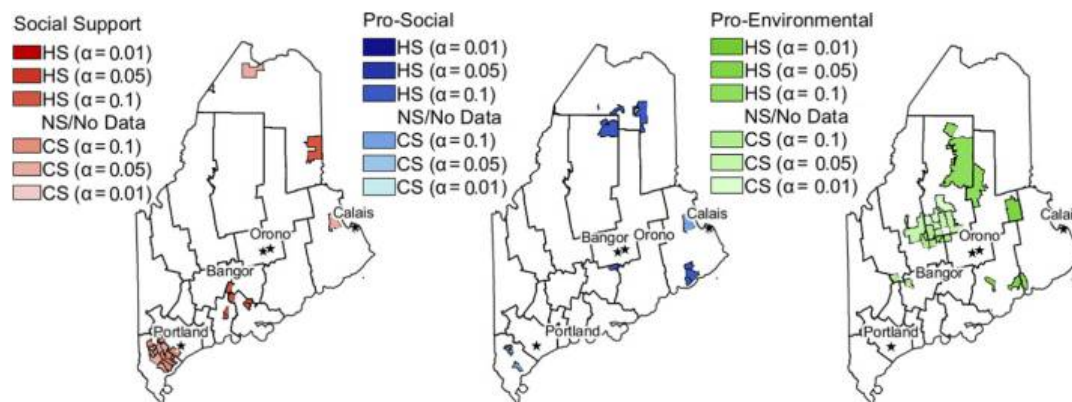 Social Support
HS (α = 0.01)
HS (α = 0.05)
HS (α = 0.1)
NS/No Data
CS (α = 0.1)
CS (α = 0.05)
CS (α = 0.01)
Calais
Orono
Bangor
Portland
Pro-Social
HS (α = 0.01)
HS (α = 0.05)
HS (α = 0.1)
NS/No Data
CS (α = 0.1)
CS (α = 0.05)
CS (α = 0.01)
Calais
Bangor Orono
Portland
Pro-Environmental
HS (α = 0.01)
HS (α = 0.05)
HS (α = 0.1)
NS/No Data
CS (α = 0.1)
CS (α = 0.05)
CS (α = 0.01)
Calai
Orono
Bangor
Portland